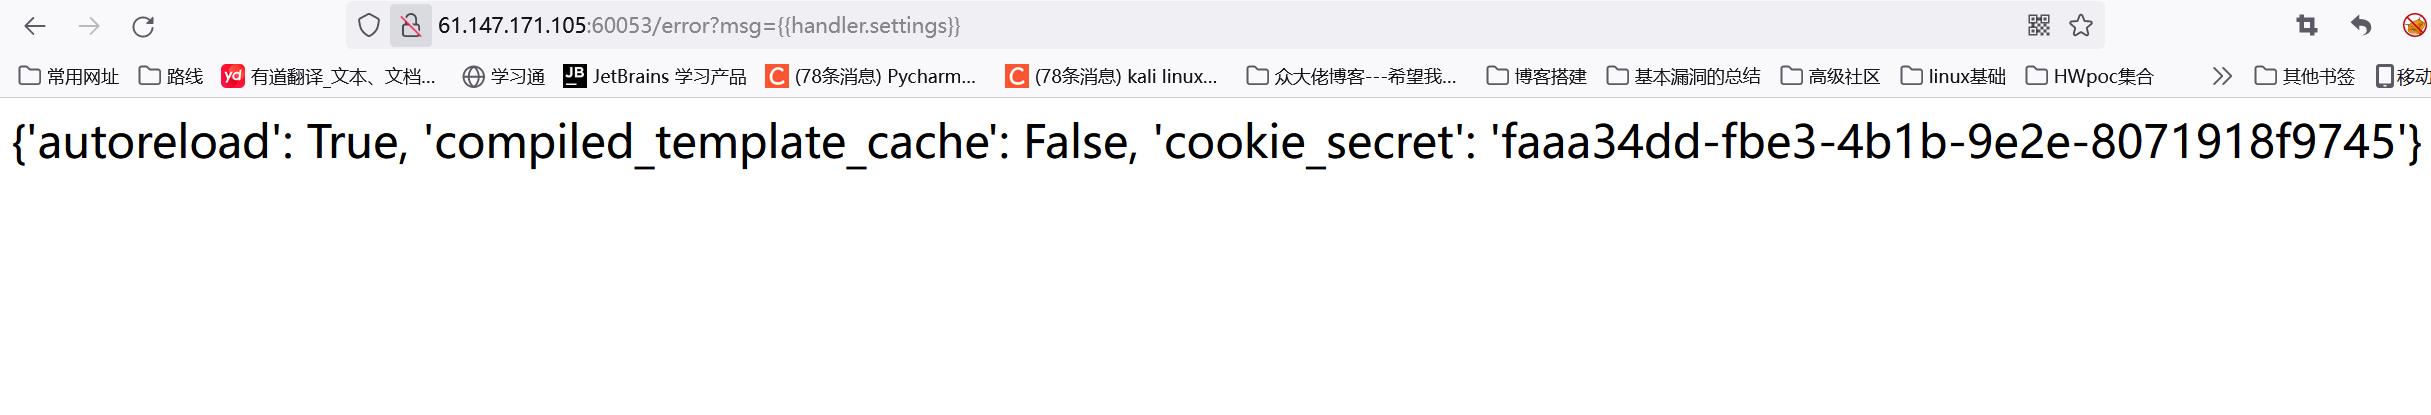 61.147.171.105:60053/error?msg={{handler.settings}}
常用网址 路线 yd 有道翻译_文本、文档... 学习通 JB JetBrains 学习产品 C (78条消息) Pycharm... C (78条消息) kali linux... 众大佬博客---希望我... 博客搭建 基本漏洞的总结 高级社区 linux基础 HWpoc集合 其他书签 移动
{'autoreload': True, 'compiled_template_cache': False, 'cookie_secret': 'faaa34dd-fbe3-4b1b-9e2e-8071918f9745'}